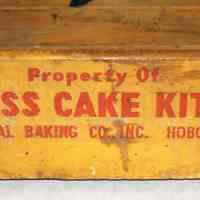 Property Of
SS CAKE KIT
AL BAKING CO., INC. HOBO